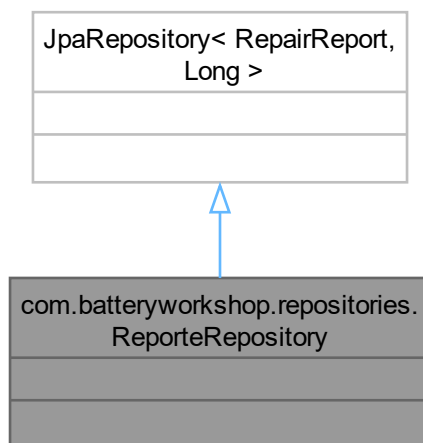 JpaRepository< RepairReport,
Long >
com.batteryworkshop.repositories.
ReporteRepository